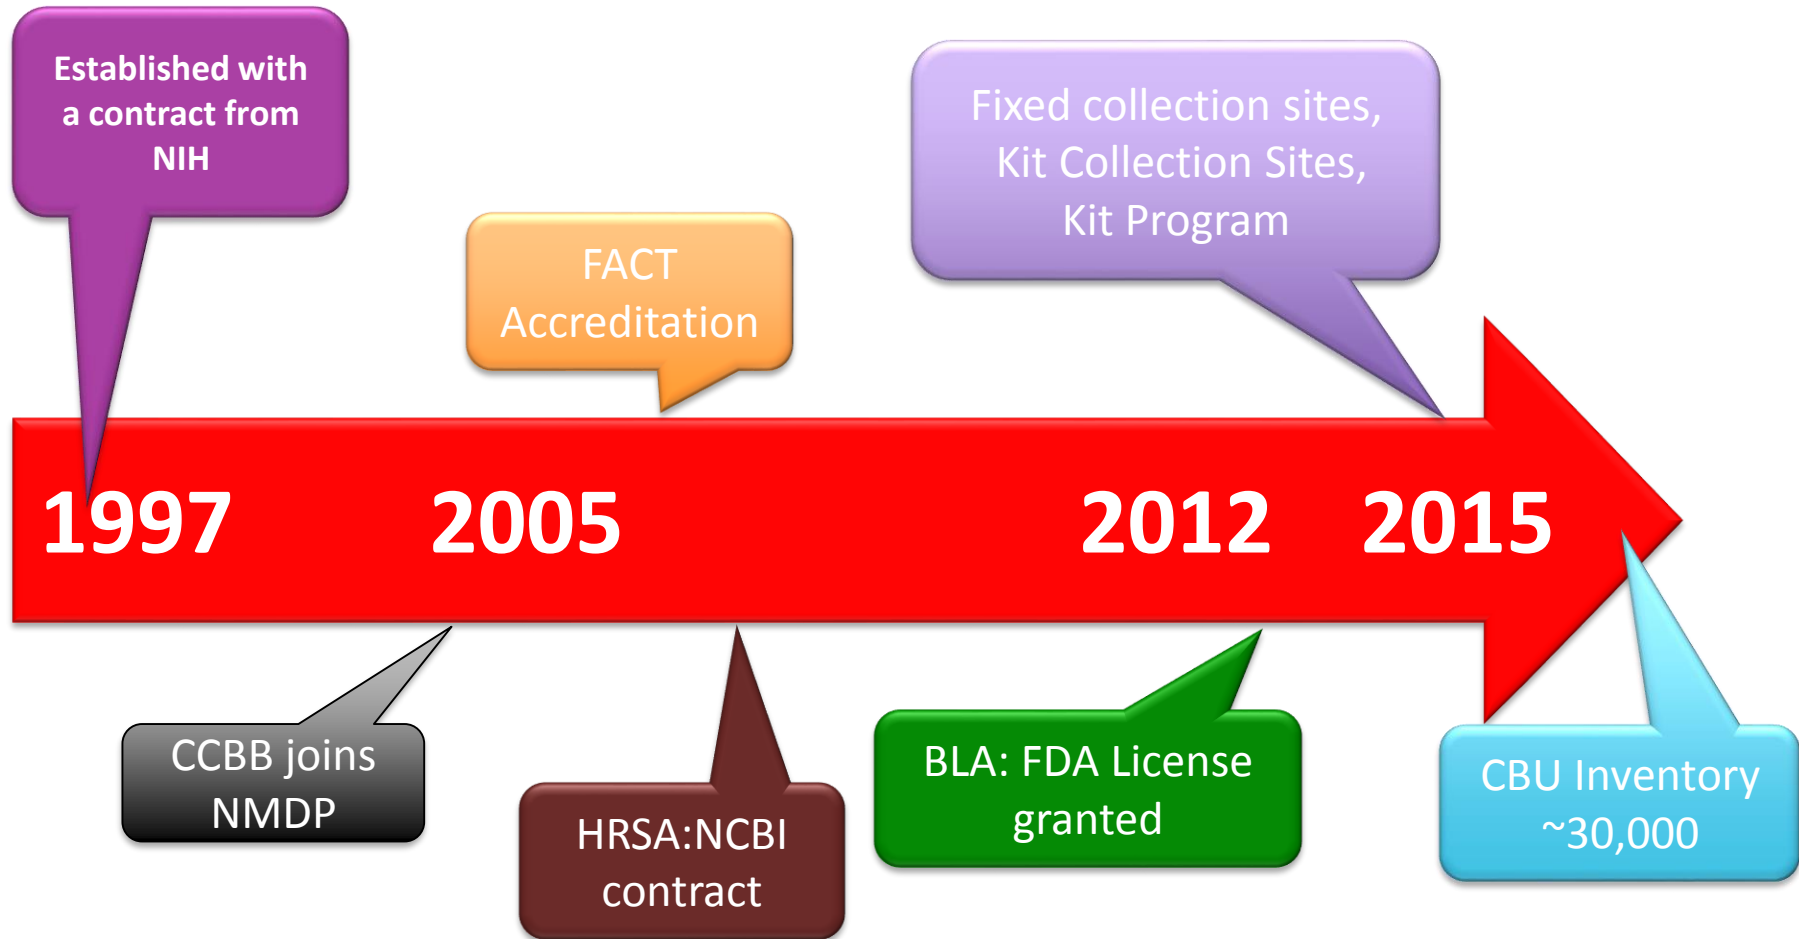 Established with
a contract from
NIH
Fixed collection sites,
Kit Collection Sites,
Kit Program
FACT
Accreditation
1997 2005 2012 2015
CCBB joins
NMDP
HRSA:NCBI
contract
BLA: FDA License
granted
CBU Inventory
~30,000